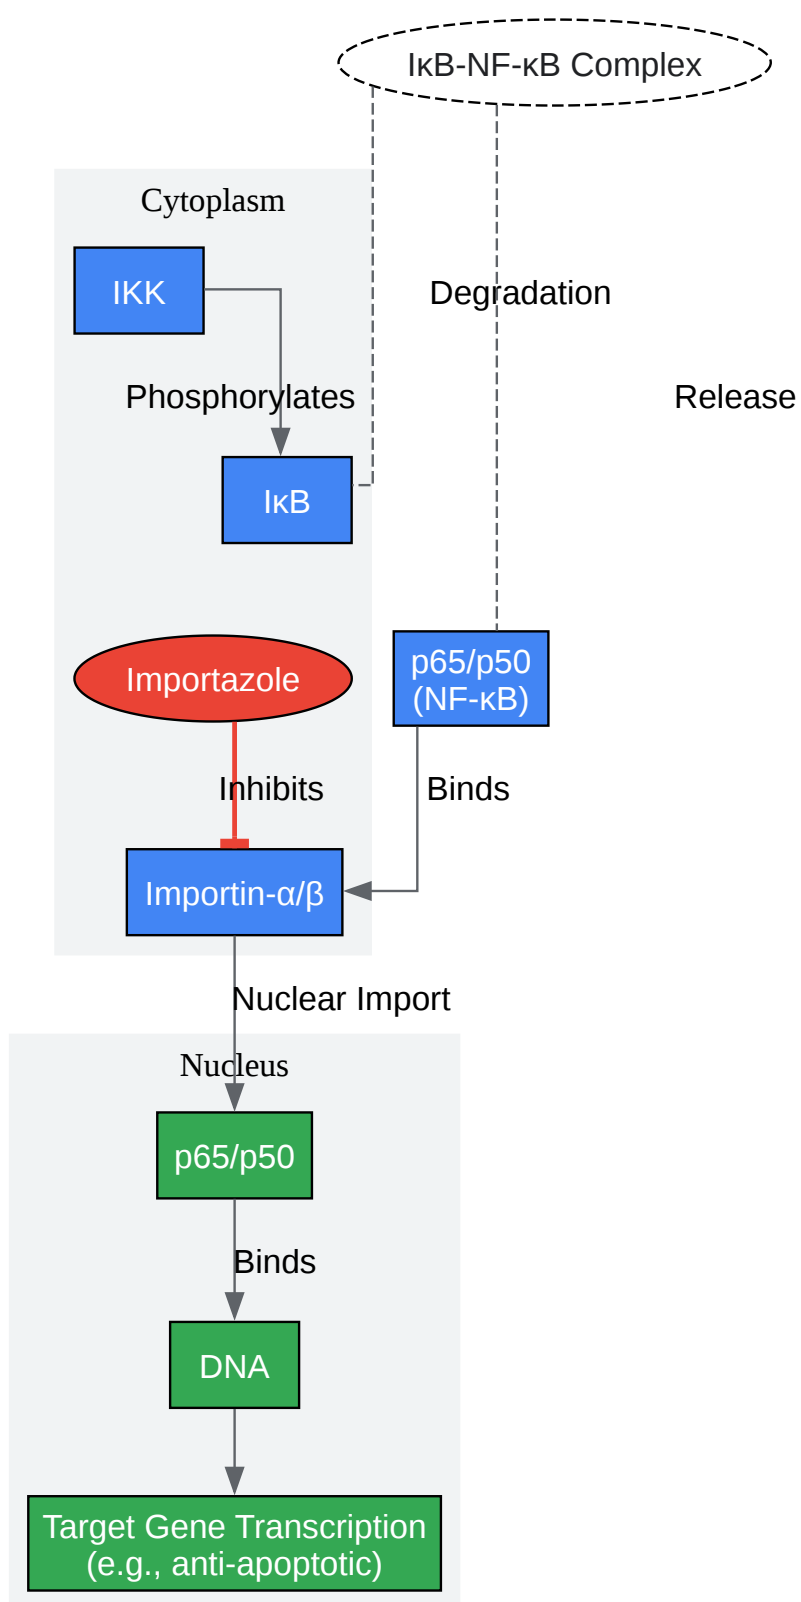 IκB-NF-κB Complex
Cytoplasm
IKK
Degradation
Phosphorylates
Release
IκB
Importazole
p65/p50
(NF-κB)
Inhibits
Binds
Importin-α/β
Nuclear Import
Nucleus
p65/p50
Binds
DNA
Target Gene Transcription
(e.g., anti-apoptotic)